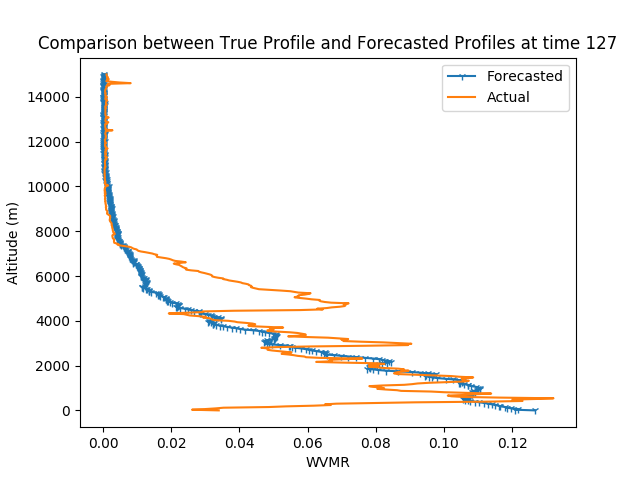 Comparison between True Profile and Forecasted Profiles at time 127
Forecasted
Actual
14000
12000
10000
8000
6000
4000
2000
0
Altitude (m)
0.00 0.02 0.04 0.06 0.08 0.10 0.12
WVMR